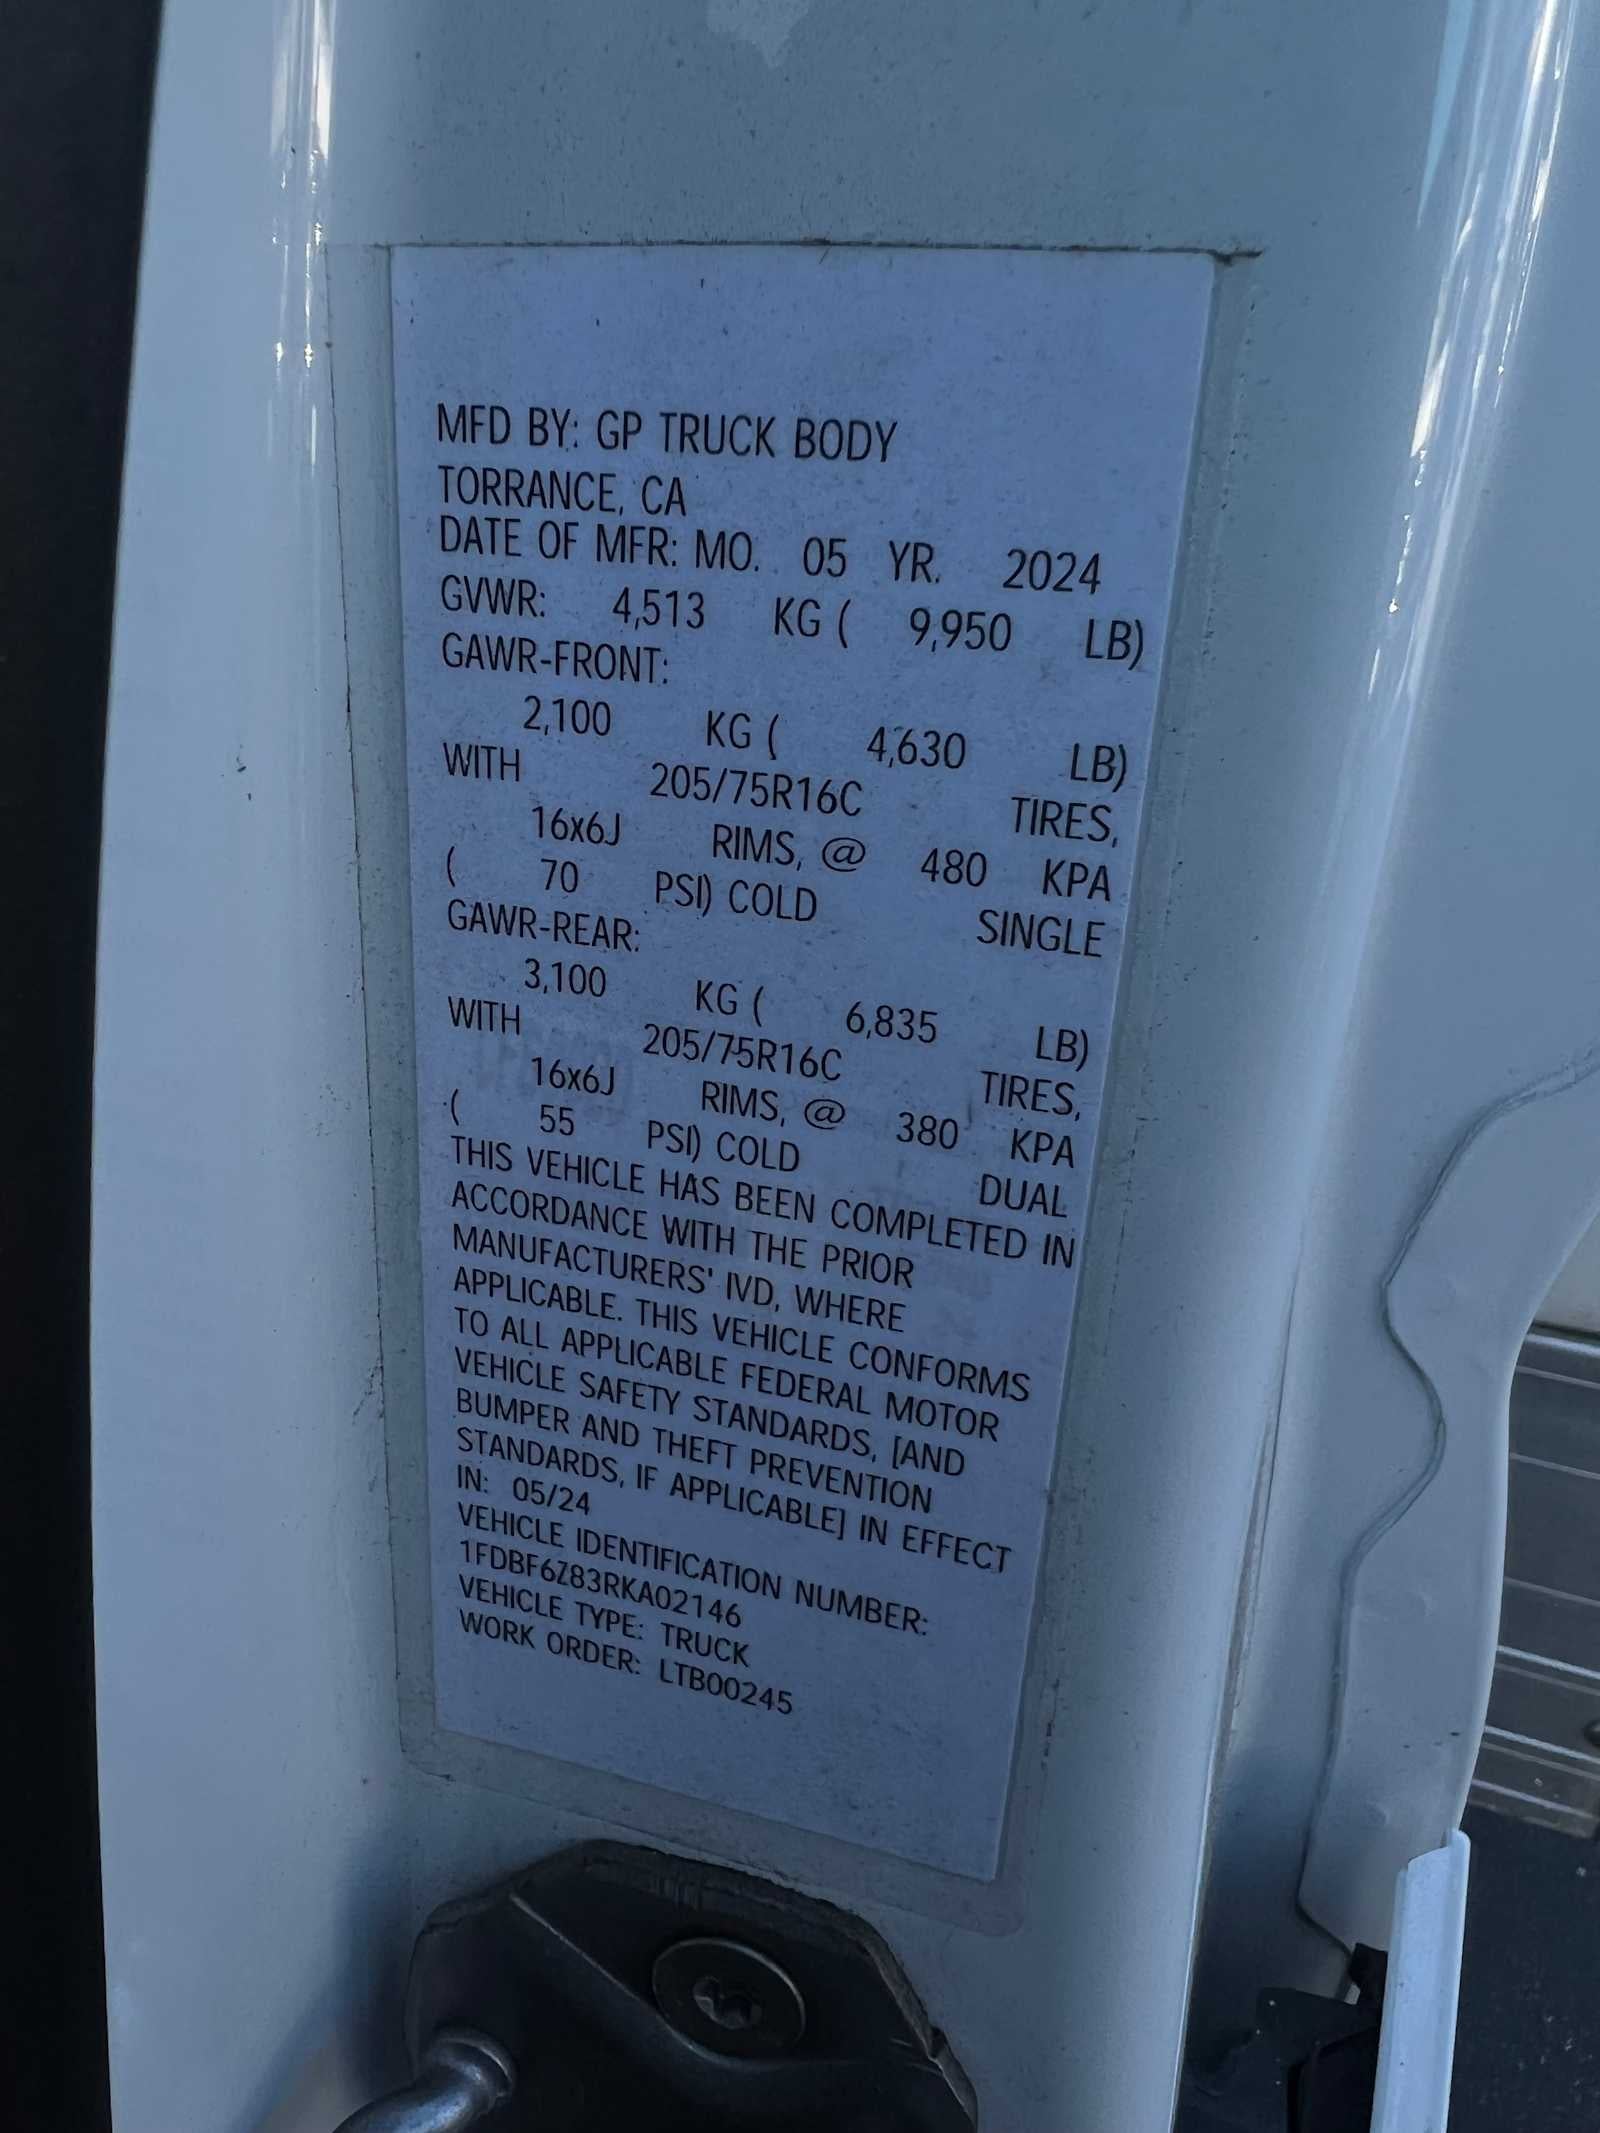 MFD BY: GP TRUCK BODY
TORRANCE, CA
DATE OF MFR: MO. 05 YR. 2024
GVWR: 4,513 KG ( 9,950 LB)
GAWR-FRONT:
2,100 KG ( 4,630 LB)
WITH 205/75R16C TIRES,
16x6J RIMS, @ 480 KPA
( 70 PSI) COLD SINGLE
GAWR-REAR:
3,100 KG ( 6,835 LB)
WITH 205/75R16C TIRES,
16x6J RIMS, @ 380 KPA
( 55 PSI) COLD DUAL
THIS VEHICLE HAS BEEN COMPLETED IN
ACCORDANCE WITH THE PRIOR
MANUFACTURERS' IVD, WHERE
APPLICABLE. THIS VEHICLE CONFORMS
TO ALL APPLICABLE FEDERAL MOTOR
VEHICLE SAFETY STANDARDS, [AND
BUMPER AND THEFT PREVENTION
STANDARDS, IF APPLICABLE] IN EFFECT
IN: 05/24
VEHICLE IDENTIFICATION NUMBER:
1FDBF6Z83RKA02146
VEHICLE TYPE: TRUCK
WORK ORDER: LTB00245